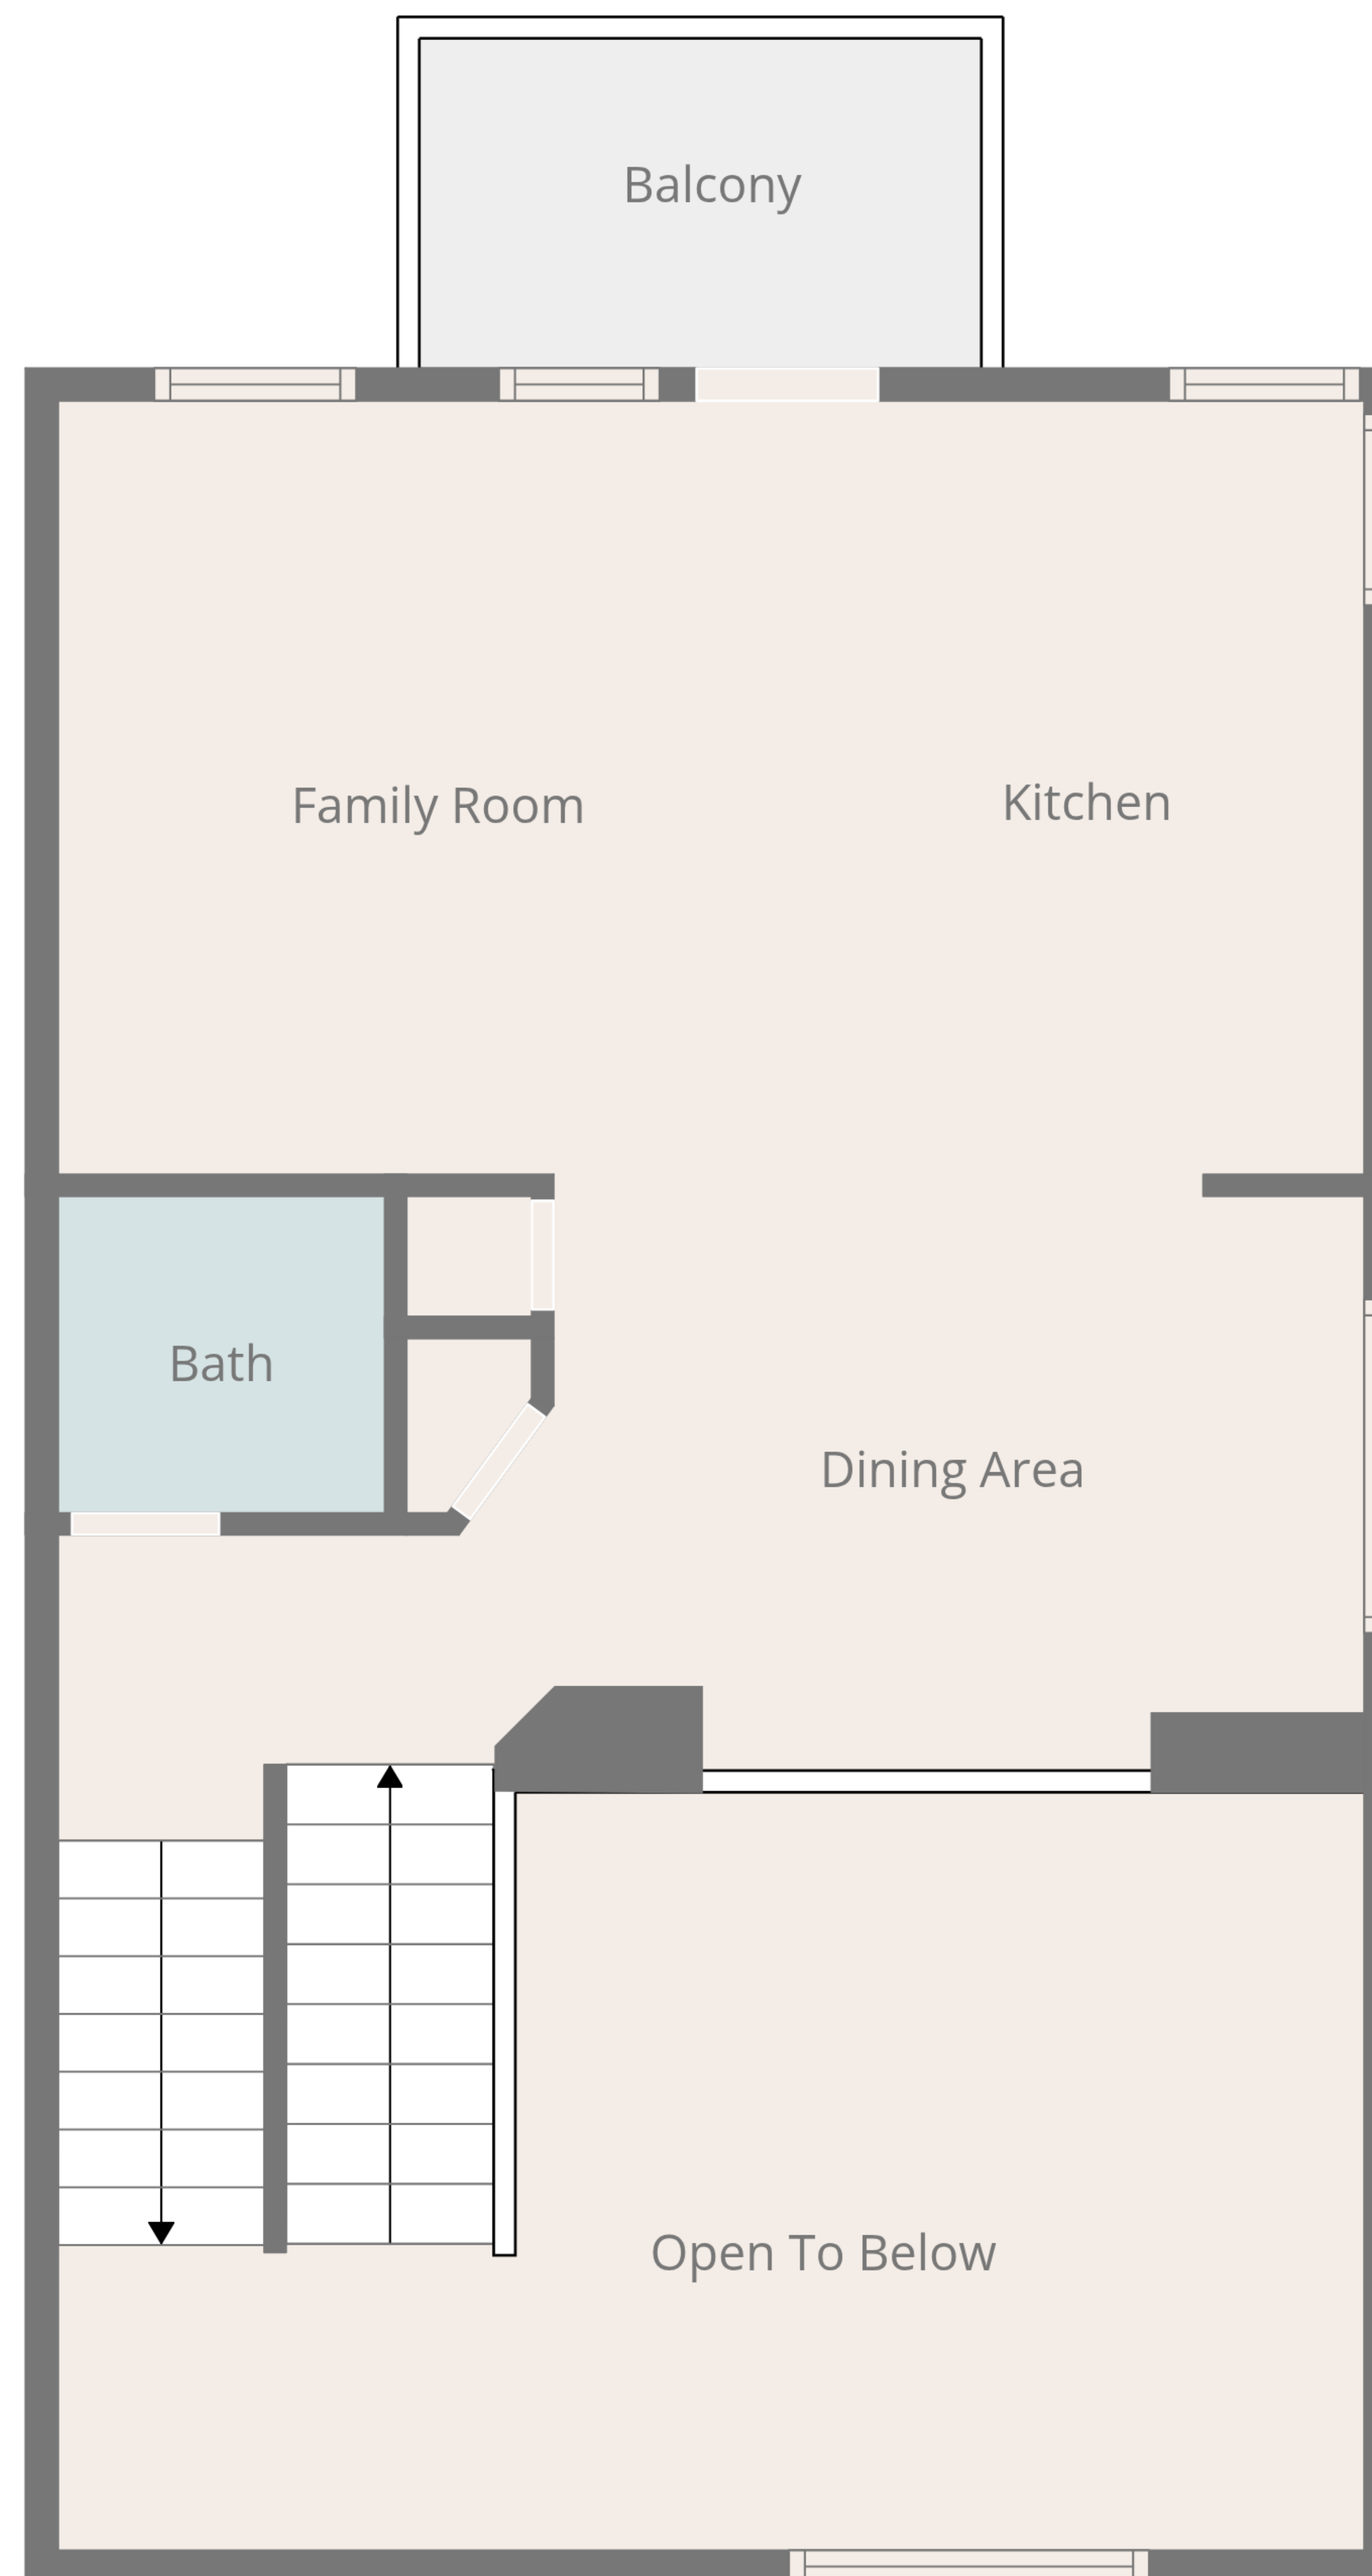 Balcony
Family Room
Kitchen
Bath
Dining Area
Open To Below